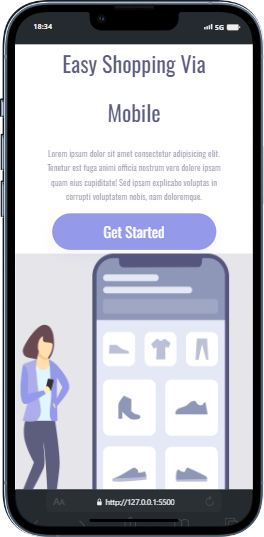 18:34
5G
Easy Shopping Via
Mobile
Lorem ipsum dolor sit amet consectetur adipisicing elit.
Tenetur est fuga animi officia nostrum vero dolore ipsam
quam eius cupiditate! Sed ipsam explicabo voluptas in
corrupti voluptatem nobis, nam doloremque.
Get Started
AA
http://127.0.0.1:5500